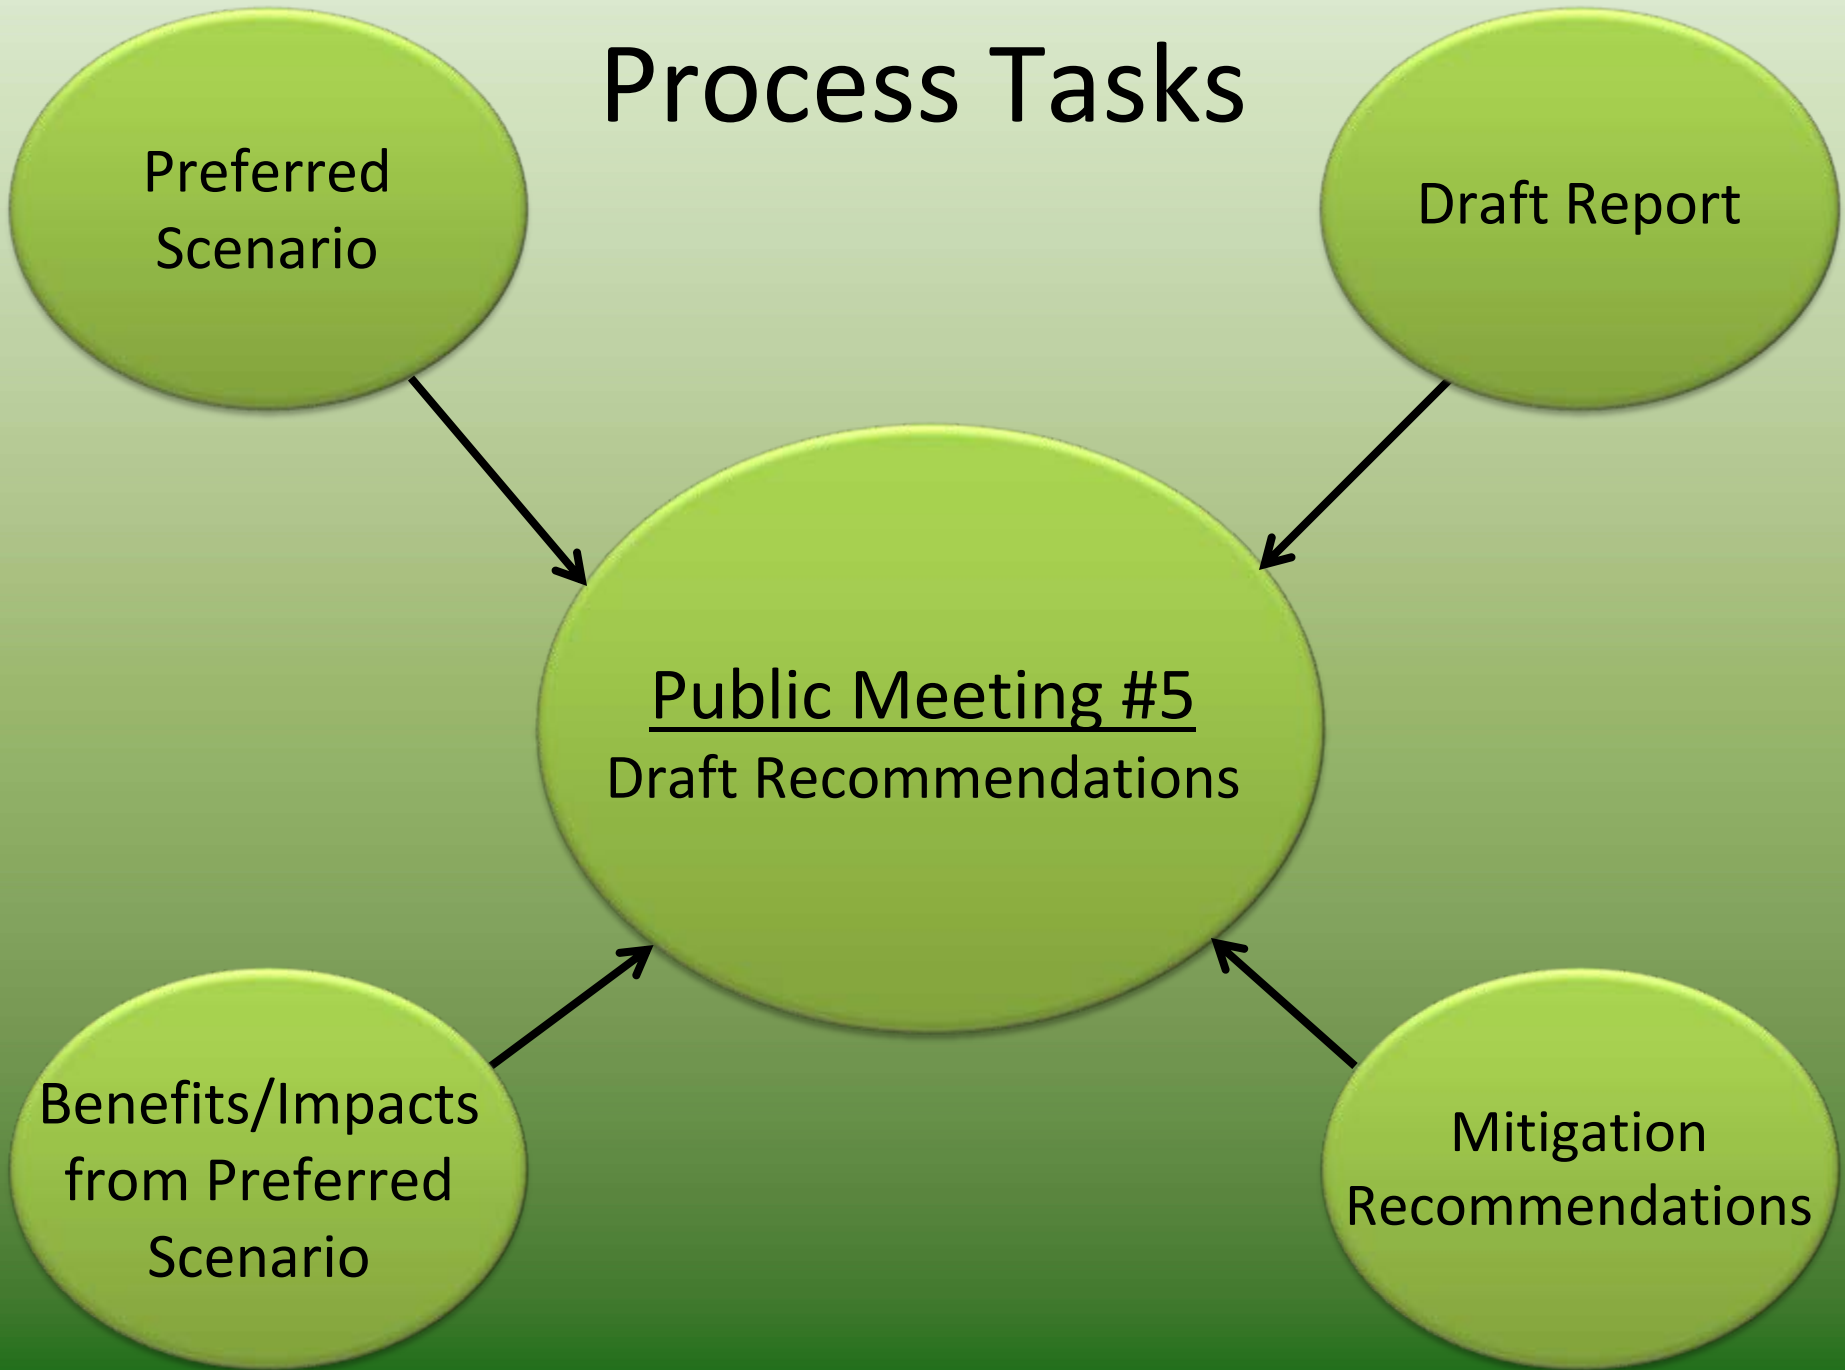 Process Tasks
Preferred
Scenario
Draft Report
Public Meeting #5
Draft Recommendations
Benefits/Impacts
from Preferred
Scenario
Mitigation
Recommendations